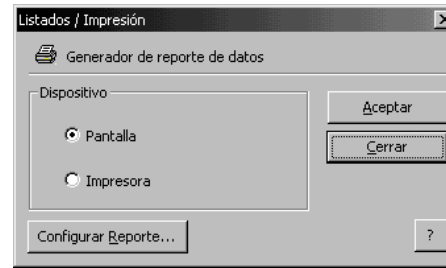 Listados / Impresión
Generador de reporte de datos
Dispositivo
Pantalla
Impresora
Aceptar
Cerrar
Configurar Reporte...
?